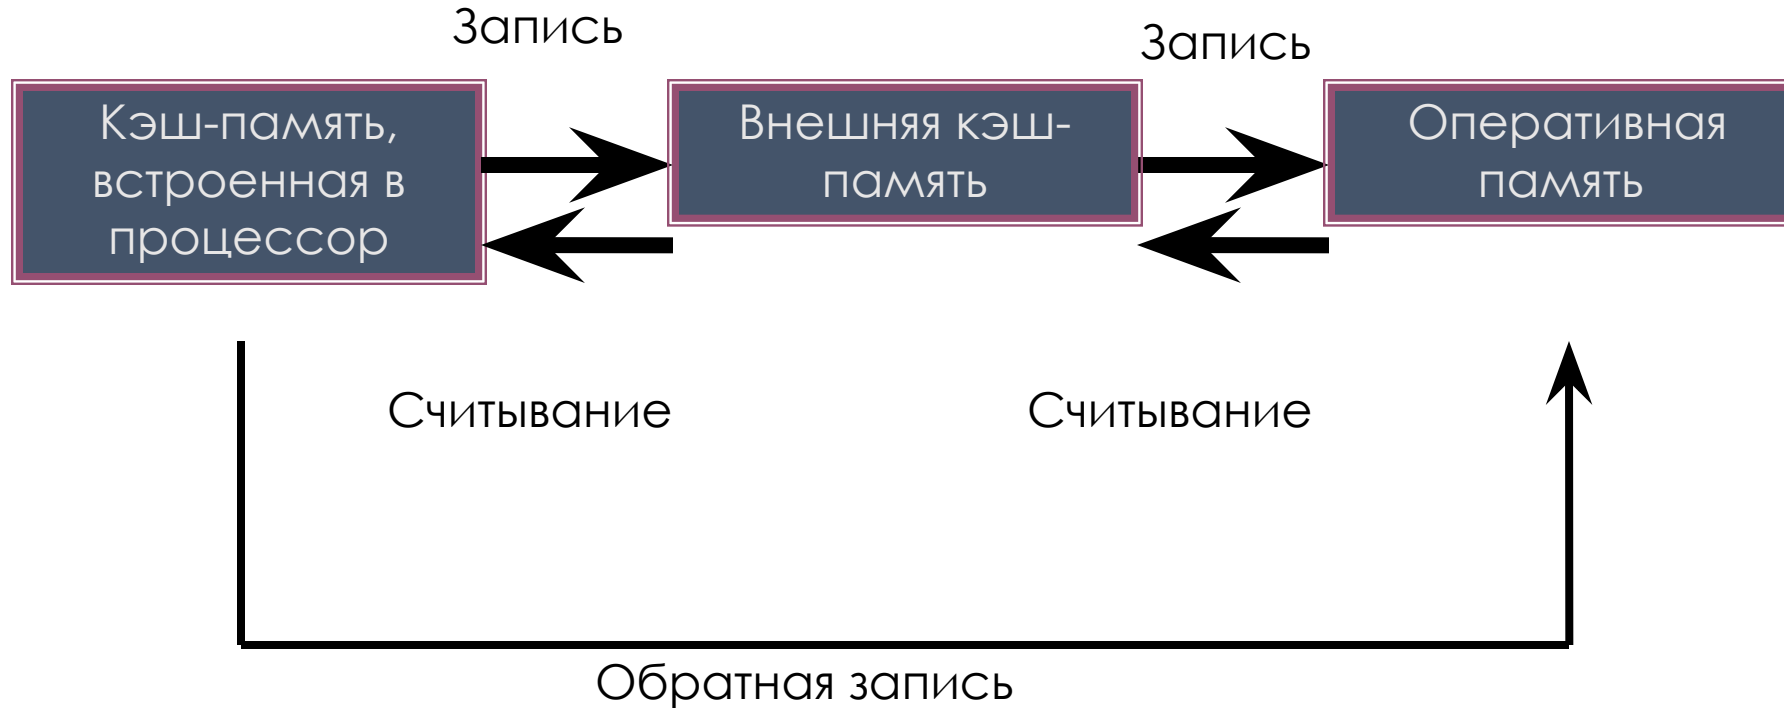 Запись
Запись
Кэш-память,
встроенная в
процессор
Внешняя кэш-
память
Оперативная
память
Считывание
Считывание
Обратная запись